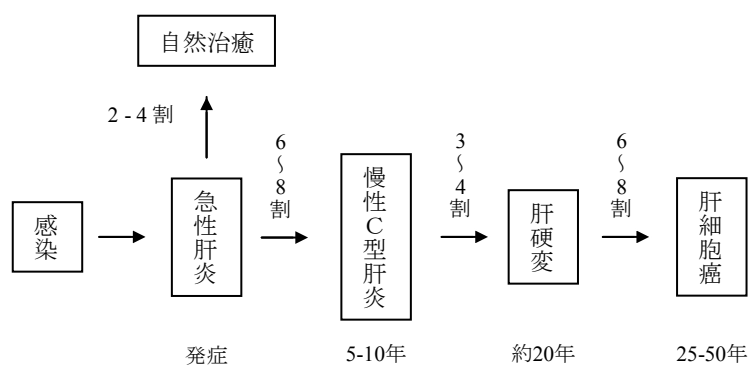 自然治癒
2 - 4 割
6～8割
3～4割
6～8割
感染
急性肝炎
慢性C型肝炎
肝硬変
肝細胞癌
発症
5-10年
約20年
25-50年